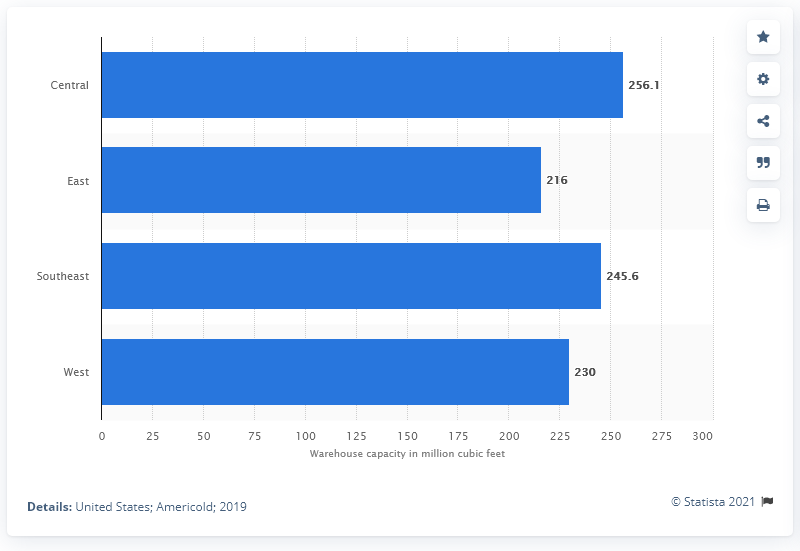 Central
256.1
East
216
Southeast
245.6
West
230
0 25 50 75 100 125 150 175 200 225 250 275 300
Warehouse capacity in million cubic feet
Details: United States; Americold; 2019
© Statista 2021